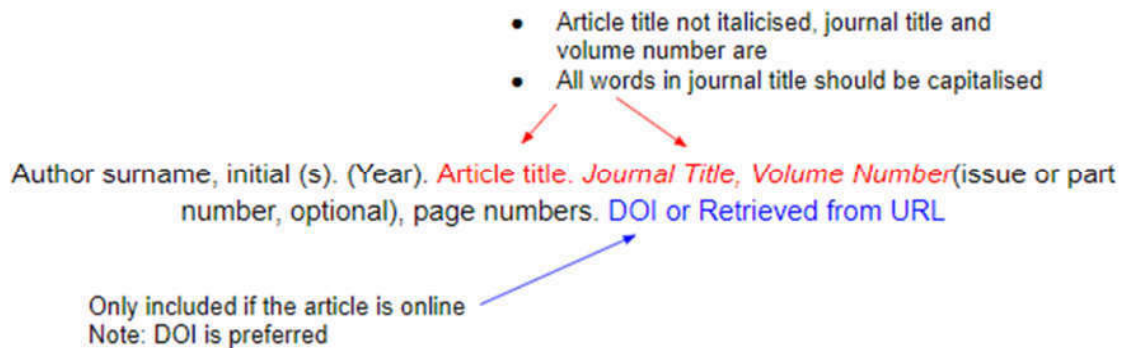 ● Article title not italicised, journal title and
volume number are
● All words in journal title should be capitalised
Author surname, initial (s). (Year). Article title. Journal Title, Volume Number(issue or part
number, optional), page numbers. DOI or Retrieved from URL
Only included if the article is online
Note: DOI is preferred